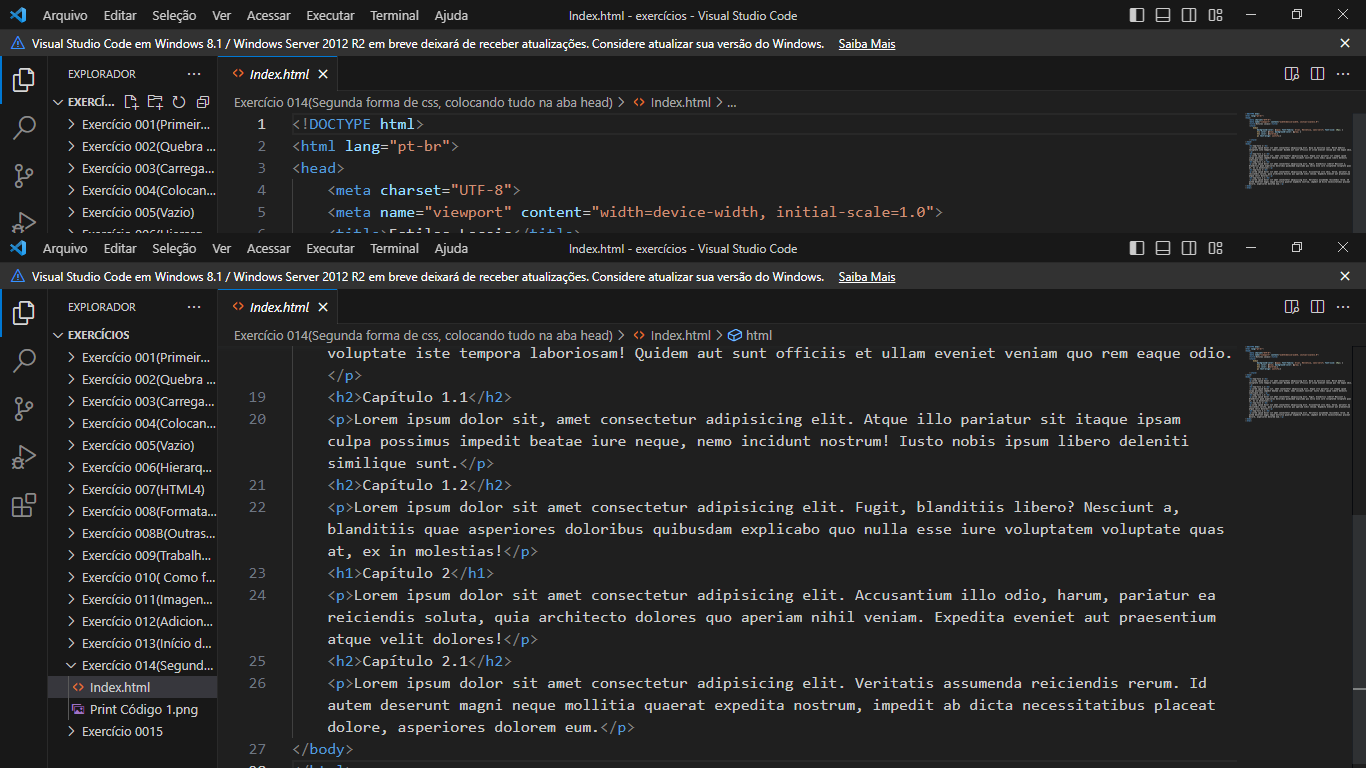 Arquivo Editar Seleção Ver Acessar Executar Terminal Ajuda Index.html - exercícios - Visual Studio Code
Visual Studio Code em Windows 8.1 / Windows Server 2012 R2 em breve deixará de receber atualizações. Considere atualizar sua versão do Windows. Saiba Mais
EXPLORADOR ··· <> Index.html
EXERCÍ...
Exercício 014(Segunda forma de css, colocando tudo na aba head) > <> Index.html > ...
Exercício 001(Primeir...
Exercício 002(Quebra ...
Exercício 003(Carrega...
Exercício 004(Colocan...
Exercício 005(Vazio)
1 <!DOCTYPE html>
2 <html lang="pt-br">
3 <head>
4 <meta charset="UTF-8">
5 <meta name="viewport" content="width=device-width, initial-scale=1.0">
Arquivo Editar Seleção Ver Acessar Executar Terminal Ajuda Index.html - exercícios - Visual Studio Code
Visual Studio Code em Windows 8.1 / Windows Server 2012 R2 em breve deixará de receber atualizações. Considere atualizar sua versão do Windows. Saiba Mais
EXPLORADOR ··· <> Index.html
EXERCÍCIOS
Exercício 001(Primeir...
Exercício 002(Quebra ...
Exercício 003(Carrega...
Exercício 004(Colocan...
Exercício 005(Vazio)
Exercício 006(Hierarq...
Exercício 007(HTML4)
Exercício 008(Formata...
Exercício 008B(Outras...
Exercício 009(Trabalh...
Exercício 010( Como f...
Exercício 011(Imagen...
Exercício 012(Adicion...
Exercício 013(Início d...
Exercício 014(Segund...
<> Index.html
Print Código 1.png
Exercício 0015
Exercício 014(Segunda forma de css, colocando tudo na aba head) > <> Index.html > html
voluptate iste tempora laboriosam! Quidem aut sunt officiis et ullam eveniet veniam quo rem eaque odio.
</p>
19 <h2>Capítulo 1.1</h2>
20 <p>Lorem ipsum dolor sit, amet consectetur adipisicing elit. Atque illo pariatur sit itaque ipsam
culpa possimus impedit beatae iure neque, nemo incidunt nostrum! Iusto nobis ipsum libero deleniti
similique sunt.</p>
21 <h2>Capítulo 1.2</h2>
22 <p>Lorem ipsum dolor sit amet consectetur adipisicing elit. Fugit, blanditiis libero? Nesciunt a,
blanditiis quae asperiores doloribus quibusdam explicabo quo nulla esse iure voluptatem voluptate quas
at, ex in molestias!</p>
23 <h1>Capítulo 2</h1>
24 <p>Lorem ipsum dolor sit amet consectetur adipisicing elit. Accusantium illo odio, harum, pariatur ea
reiciendis soluta, quia architecto dolores quo aperiam nihil veniam. Expedita eveniet aut praesentium
atque velit dolores!</p>
25 <h2>Capítulo 2.1</h2>
26 <p>Lorem ipsum dolor sit amet consectetur adipisicing elit. Veritatis assumenda reiciendis rerum. Id
autem deserunt magni neque mollitia quaerat expedita nostrum, impedit ab dicta necessitatibus placeat
dolore, asperiores dolorem eum.</p>
27 </body>